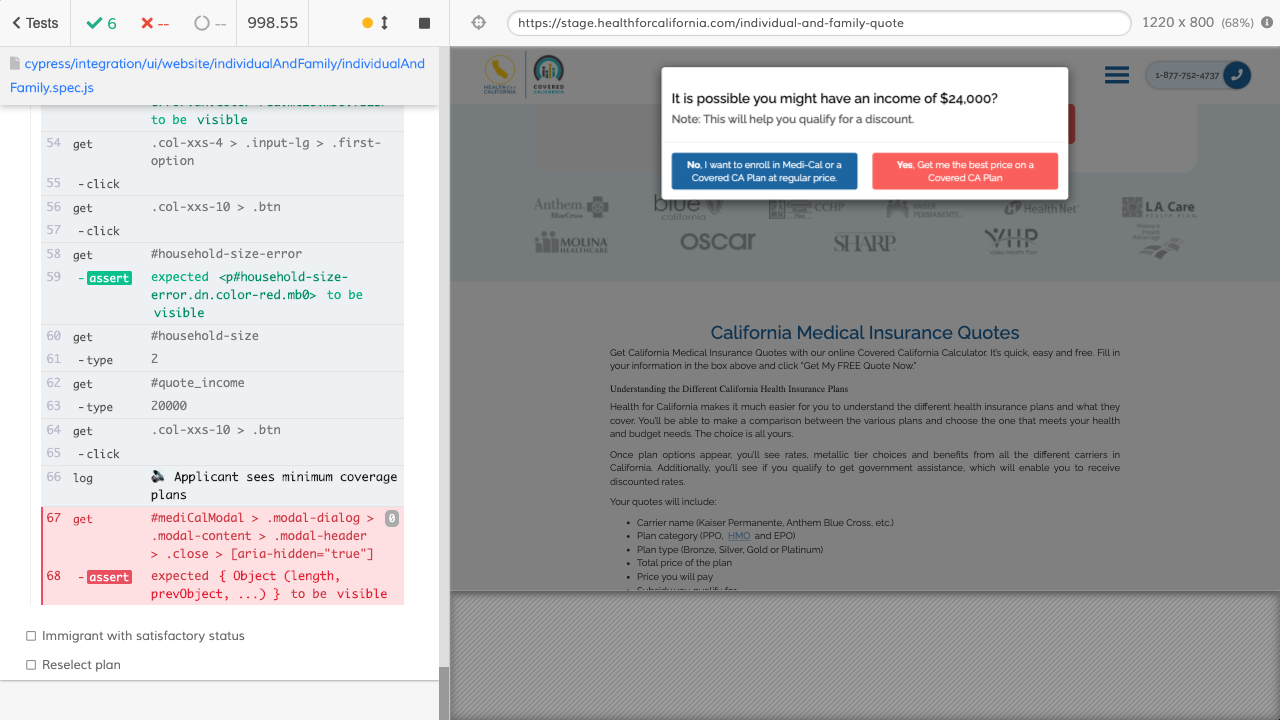 Tests
6
--
--
998.55
https://stage.healthforcalifornia.com/individual-and-family-quote
1220 x 800 (68%)
cypress/integration/ui/website/individualAndFamily/individualAnd
Family.spec.js
to be visible
54 get .col-xxs-4 > .input-lg > .first-
option
55 -click
56 get .col-xxs-10 > .btn
57 -click
58 get #household-size-error
59 -assert expected <p#household-size-
error.dn.color-red.mb0> to be
visible
60 get #household-size
61 -type 2
62 get #quote_income
63 -type 20000
64 get .col-xxs-10 > .btn
65 -click
66 log Applicant sees minimum coverage
plans
67 get #mediCalModal > .modal-dialog > 0
.modal-content > .modal-header
> .close > [aria-hidden="true"]
68 -assert expected { Object (length,
prevObject, ...) } to be visible
Immigrant with satisfactory status
Reselect plan
COVERED
CALIFORNIA
1-877-752-4737
It is possible you might have an income of $24,000?
Note: This will help you qualify for a discount.
No, I want to enroll in Medi-Cal or a
Covered CA Plan at regular price.
Yes, Get me the best price on a
Covered CA Plan
Anthem
BlueCross
blue
california
CCHP
KAISER
PERMANENTE
Health Net
L.A. Care
HEALTH PLAN
MOLINA
HEALTHCARE
oscar
SHARP
VHP
Valley Health Plan
California Medical Insurance Quotes
Get California Medical Insurance Quotes with our online Covered California Calculator. It's quick, easy and free. Fill in
your information in the box above and click "Get My FREE Quote Now."
Understanding the Different California Health Insurance Plans
Health for California makes it much easier for you to understand the different health insurance plans and what they
cover. You'll be able to make a comparison between the various plans and choose the one that meets your health
and budget needs. The choice is all yours.
Once plan options appear, you'll see rates, metallic tier choices and benefits from all the different carriers in
California. Additionally, you'll see if you qualify to get government assistance, which will enable you to receive
discounted rates.
Your quotes will include:
Carrier name (Kaiser Permanente, Anthem Blue Cross, etc.)
Plan category (PPO, HMO and EPO)
Plan type (Bronze, Silver, Gold or Platinum)
Total price of the plan
Price you will pay